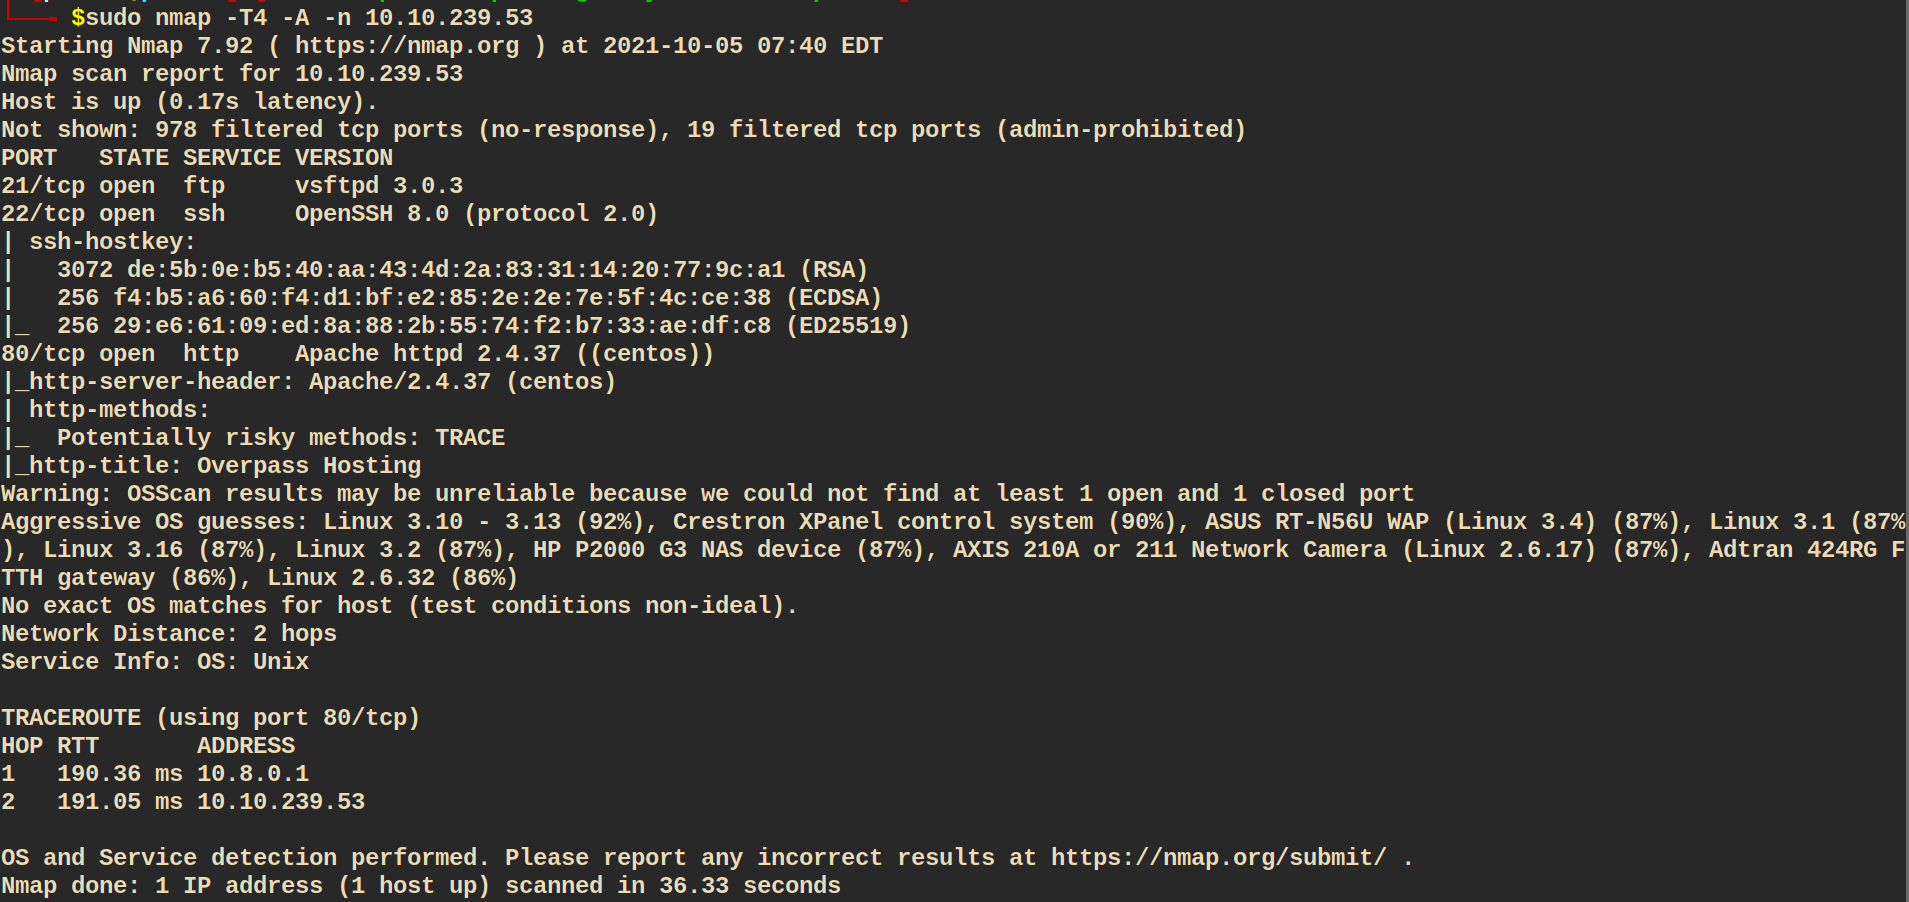 $sudo nmap -T4 -A -n 10.10.239.53
Starting Nmap 7.92 ( https://nmap.org ) at 2021-10-05 07:40 EDT
Nmap scan report for 10.10.239.53
Host is up (0.17s latency).
Not shown: 978 filtered tcp ports (no-response), 19 filtered tcp ports (admin-prohibited)
PORT   STATE SERVICE VERSION
21/tcp open  ftp     vsftpd 3.0.3
22/tcp open  ssh     OpenSSH 8.0 (protocol 2.0)
| ssh-hostkey:
|   3072 de:5b:0e:b5:40:aa:43:4d:2a:83:31:14:20:77:9c:a1 (RSA)
|   256 f4:b5:a6:60:f4:d1:bf:e2:85:2e:2e:7e:5f:4c:ce:38 (ECDSA)
|_  256 29:e6:61:09:ed:8a:88:2b:55:74:f2:b7:33:ae:df:c8 (ED25519)
80/tcp open  http    Apache httpd 2.4.37 ((centos))
|_http-server-header: Apache/2.4.37 (centos)
| http-methods:
|_  Potentially risky methods: TRACE
|_http-title: Overpass Hosting
Warning: OSScan results may be unreliable because we could not find at least 1 open and 1 closed port
Aggressive OS guesses: Linux 3.10 - 3.13 (92%), Crestron XPanel control system (90%), ASUS RT-N56U WAP (Linux 3.4) (87%), Linux 3.1 (87%
), Linux 3.16 (87%), Linux 3.2 (87%), HP P2000 G3 NAS device (87%), AXIS 210A or 211 Network Camera (Linux 2.6.17) (87%), Adtran 424RG F
TTH gateway (86%), Linux 2.6.32 (86%)
No exact OS matches for host (test conditions non-ideal).
Network Distance: 2 hops
Service Info: OS: Unix
TRACEROUTE (using port 80/tcp)
HOP RTT       ADDRESS
1   190.36 ms 10.8.0.1
2   191.05 ms 10.10.239.53
OS and Service detection performed. Please report any incorrect results at https://nmap.org/submit/ .
Nmap done: 1 IP address (1 host up) scanned in 36.33 seconds